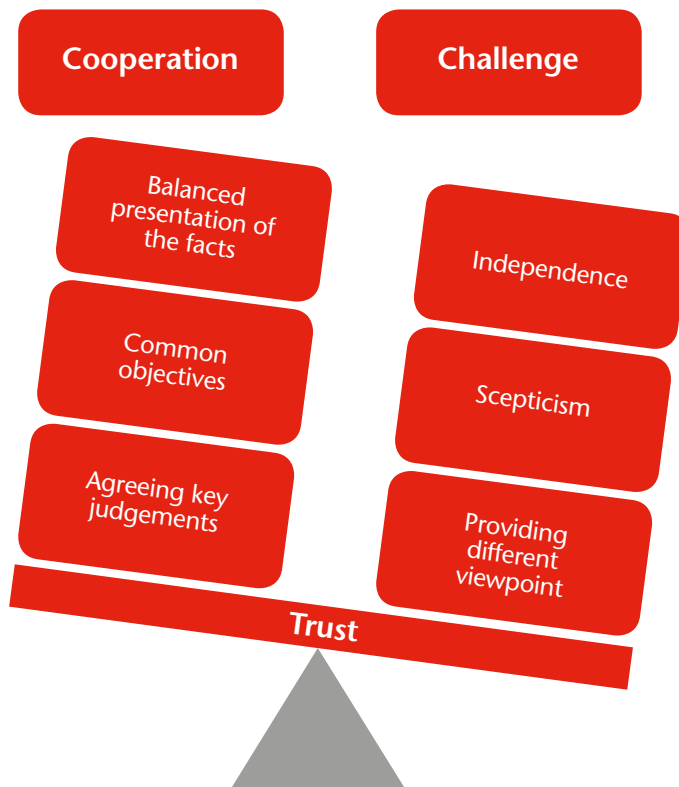 Cooperation
Challenge
Balanced
presentation of
the facts
Common
objectives
Agreeing key
judgements
Independence
Scepticism
Providing
different
viewpoint
Trust